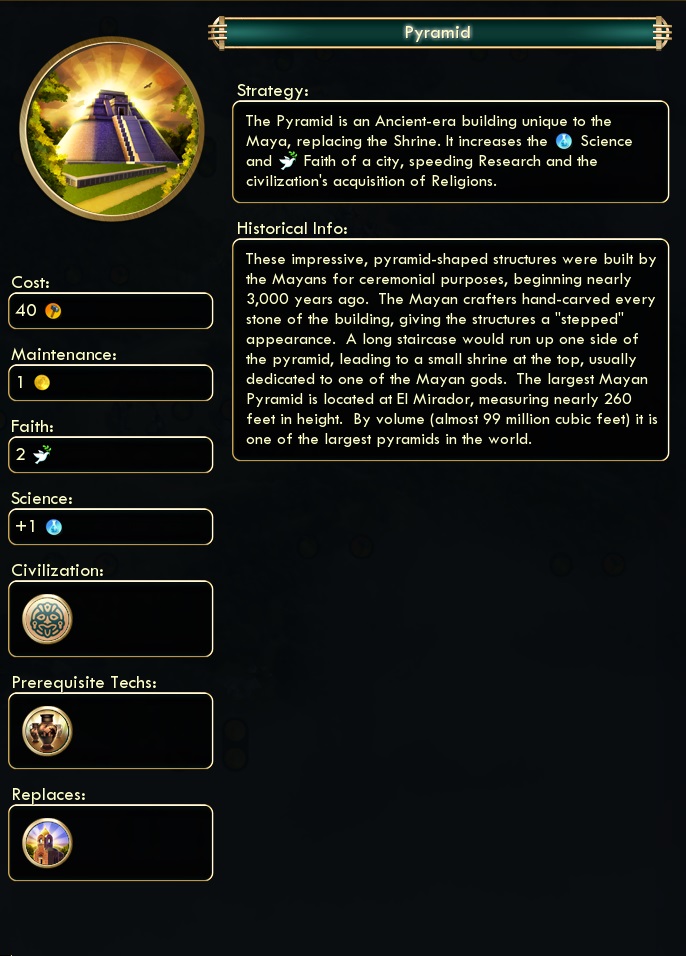 Pyramid
Strategy:
The Pyramid is an Ancient-era building unique to the
Maya, replacing the Shrine. It increases the Science
and Faith of a city, speeding Research and the
civilization's acquisition of Religions.
Historical Info:
These impressive, pyramid-shaped structures were built by
the Mayans for ceremonial purposes, beginning nearly
3,000 years ago. The Mayan crafters hand-carved every
stone of the building, giving the structures a "stepped"
appearance. A long staircase would run up one side of
the pyramid, leading to a small shrine at the top, usually
dedicated to one of the Mayan gods. The largest Mayan
Pyramid is located at El Mirador, measuring nearly 260
feet in height. By volume (almost 99 million cubic feet) it is
one of the largest pyramids in the world.
Cost:
40
Maintenance:
1
Faith:
2
Science:
+1
Civilization:
Prerequisite Techs:
Replaces: